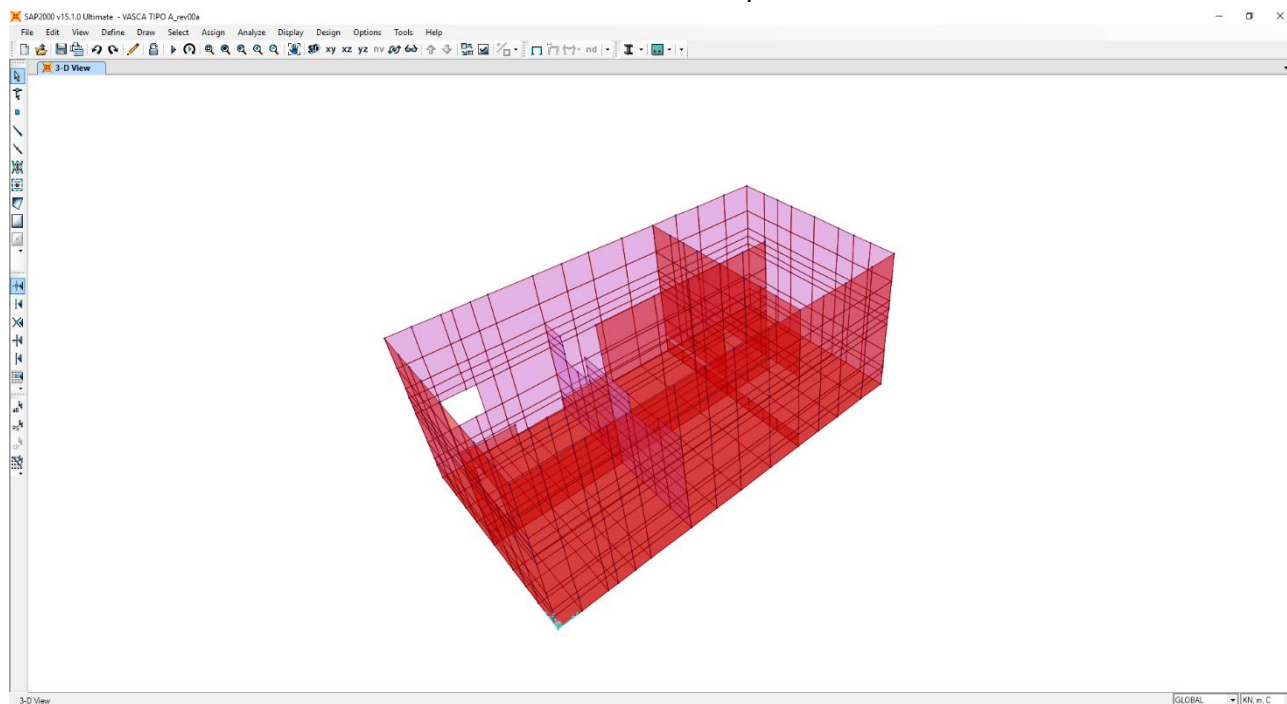 SAP2000 v15.1.0 Ultimate - VASCA TIPO A_rev00a
File Edit View Define Draw Select Assign Analyze Display Design Options Tools Help
xy xz yz nv nd
3-D View
3-D View GLOBAL KN, m, C